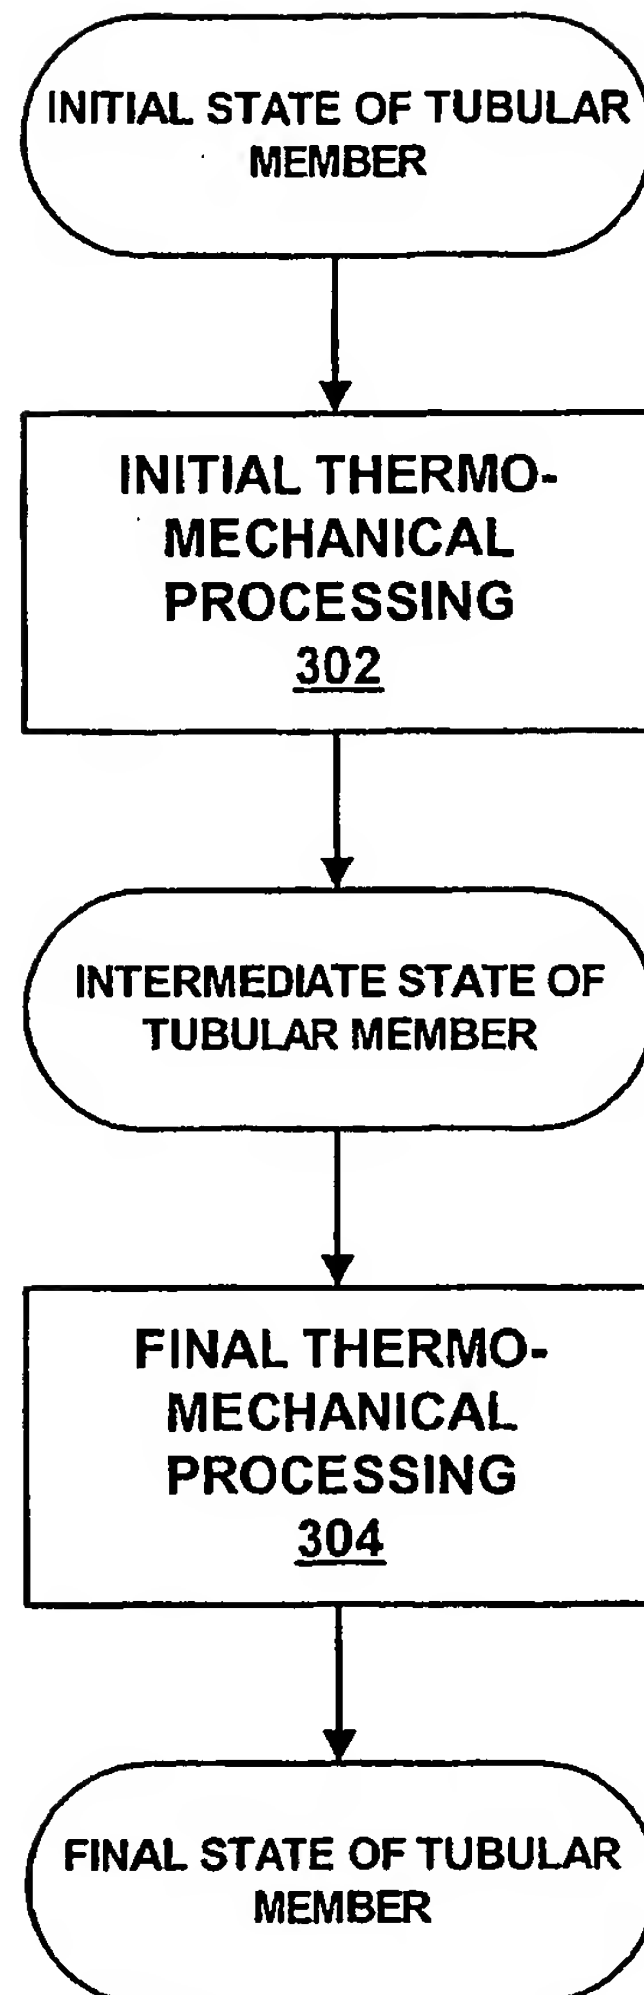 INITIAL STATE OF TUBULAR
MEMBER
INITIAL THERMO-
MECHANICAL
PROCESSING
302
INTERMEDIATE STATE OF
TUBULAR MEMBER
FINAL THERMO-
MECHANICAL
PROCESSING
304
FINAL STATE OF TUBULAR
MEMBER